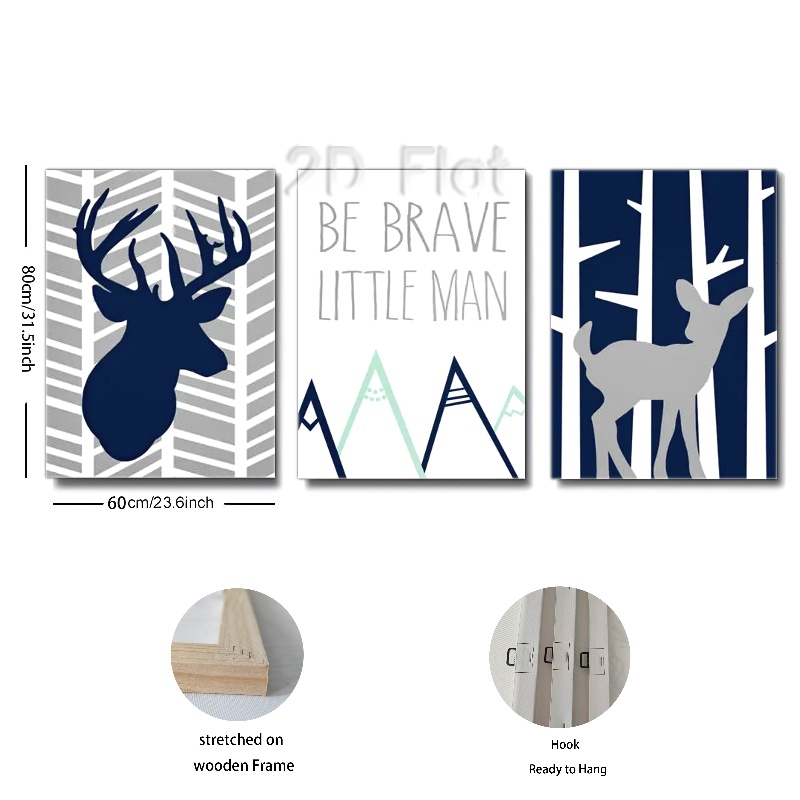 2D Flat
BE BRAVE
LITTLE MAN
80cm/31.5inch
60cm/23.6inch
stretched on
wooden Frame
Hook
Ready to Hang